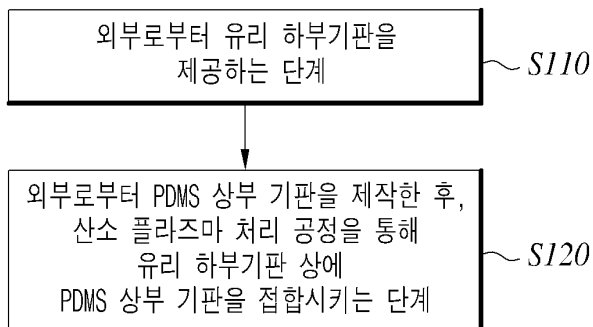 외부로부터 유리 하부기판을
제공하는 단계
S110
외부로부터 PDMS 상부 기판을 제작한 후,
산소 플라즈마 처리 공정을 통해
유리 하부기판 상에
PDMS 상부 기판을 접합시키는 단계
S120